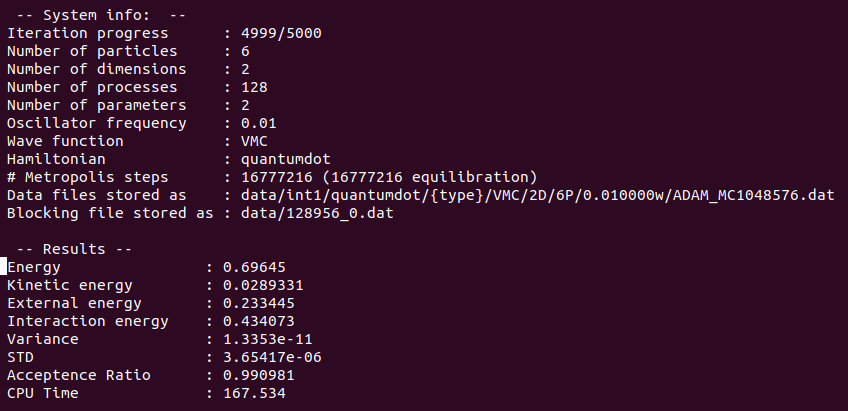 -- System info:  --
Iteration progress      : 4999/5000
Number of particles     : 6
Number of dimensions    : 2
Number of processes     : 128
Number of parameters    : 2
Oscillator frequency    : 0.01
Wave function           : VMC
Hamiltonian             : quantumdot
# Metropolis steps      : 16777216 (16777216 equilibration)
Data files stored as    : data/int1/quantumdot/{type}/VMC/2D/6P/0.010000w/ADAM_MC1048576.dat
Blocking file stored as : data/128956_0.dat
-- Results --
Energy                : 0.69645
Kinetic energy        : 0.0289331
External energy       : 0.233445
Interaction energy    : 0.434073
Variance              : 1.3353e-11
STD                   : 3.65417e-06
Acceptence Ratio      : 0.990981
CPU Time              : 167.534